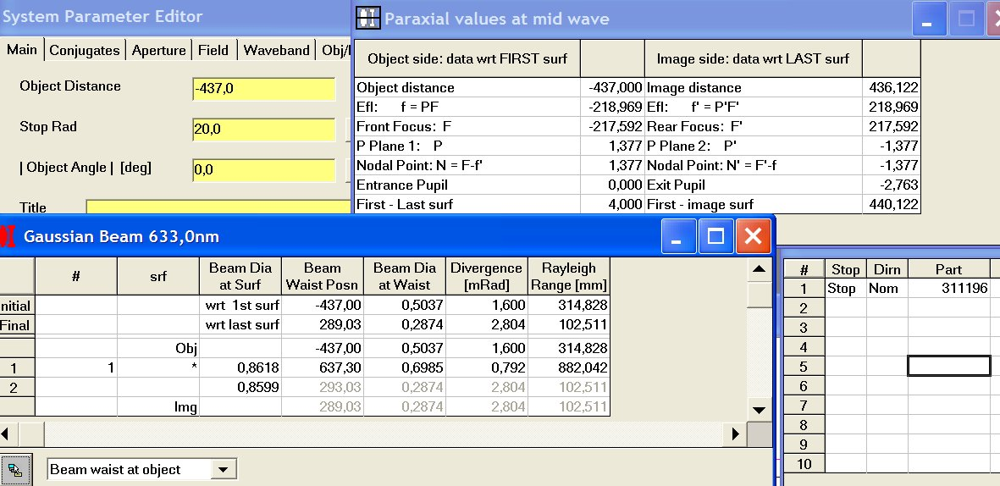 System Parameter Editor
Main Conjugates Aperture Field Waveband Obj/I
Object Distance -437,0
Stop Rad 20,0
| Object Angle | [deg] 0,0
Title
Paraxial values at mid wave
Object side: data wrt FIRST surf Image side: data wrt LAST surf
Object distance -437,000 Image distance 436,122
Efl: f = PF -218,969 Efl: f' = P'F' 218,969
Front Focus: F -217,592 Rear Focus: F' 217,592
P Plane 1: P 1,377 P Plane 2: P' -1,377
Nodal Point: N = F-f' 1,377 Nodal Point: N' = F'-f -1,377
Entrance Pupil 0,000 Exit Pupil -2,763
First - Last surf 4,000 First - image surf 440,122
Gaussian Beam 633,0nm
# srf Beam Dia at Surf Beam Waist Posn Beam Dia at Waist Divergence [mRad] Rayleigh Range [mm]
nitial wrt 1st surf -437,00 0,5037 1,600 314,828
Final wrt last surf 289,03 0,2874 2,804 102,511
Obj -437,00 0,5037 1,600 314,828
1 1 * 0,8618 637,30 0,6985 0,792 882,042
2 0,8599 293,03 0,2874 2,804 102,511
Img 289,03 0,2874 2,804 102,511
Beam waist at object
# Stop Dirn Part
1 Stop Nom 311196
2
3
4
5
6
7
8
9
10